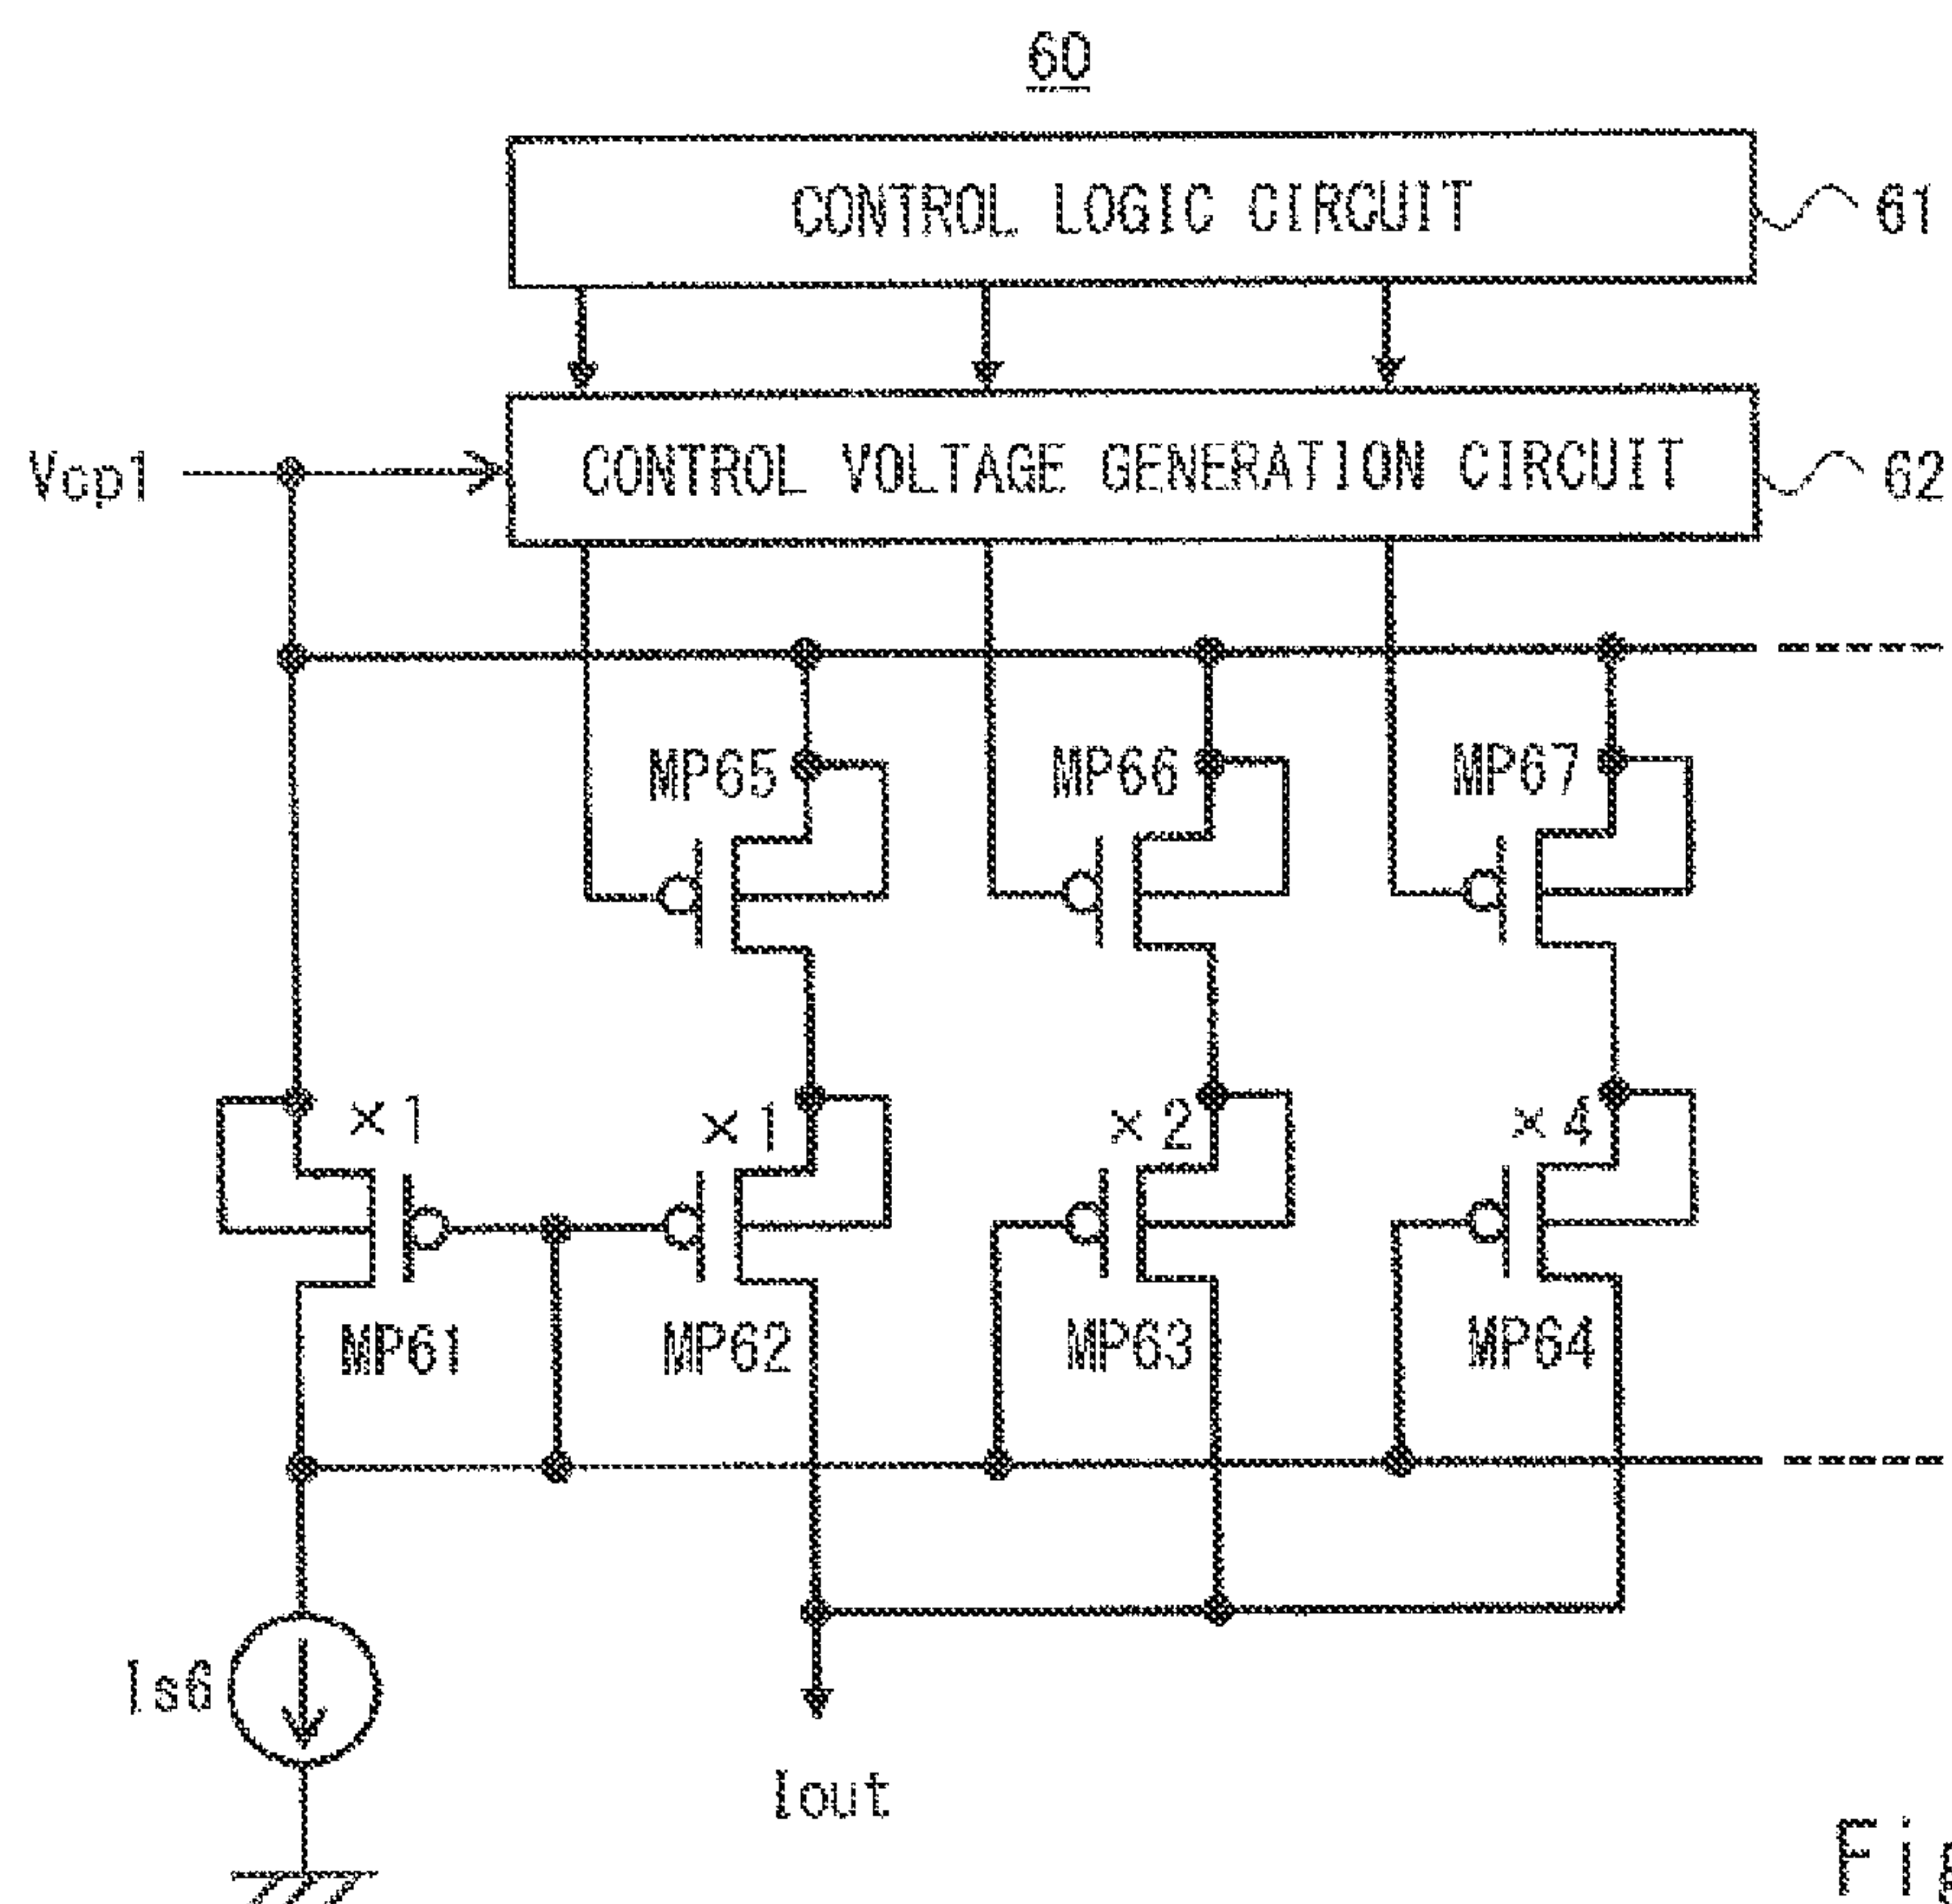 60
CONTROL LOGIC CIRCUIT
61
Vcp1
CONTROL VOLTAGE GENERATION CIRCUIT
62
MP65
MP66
MP67
×1
×1
×2
×4
MP61
MP62
MP63
MP64
Is6
Iout